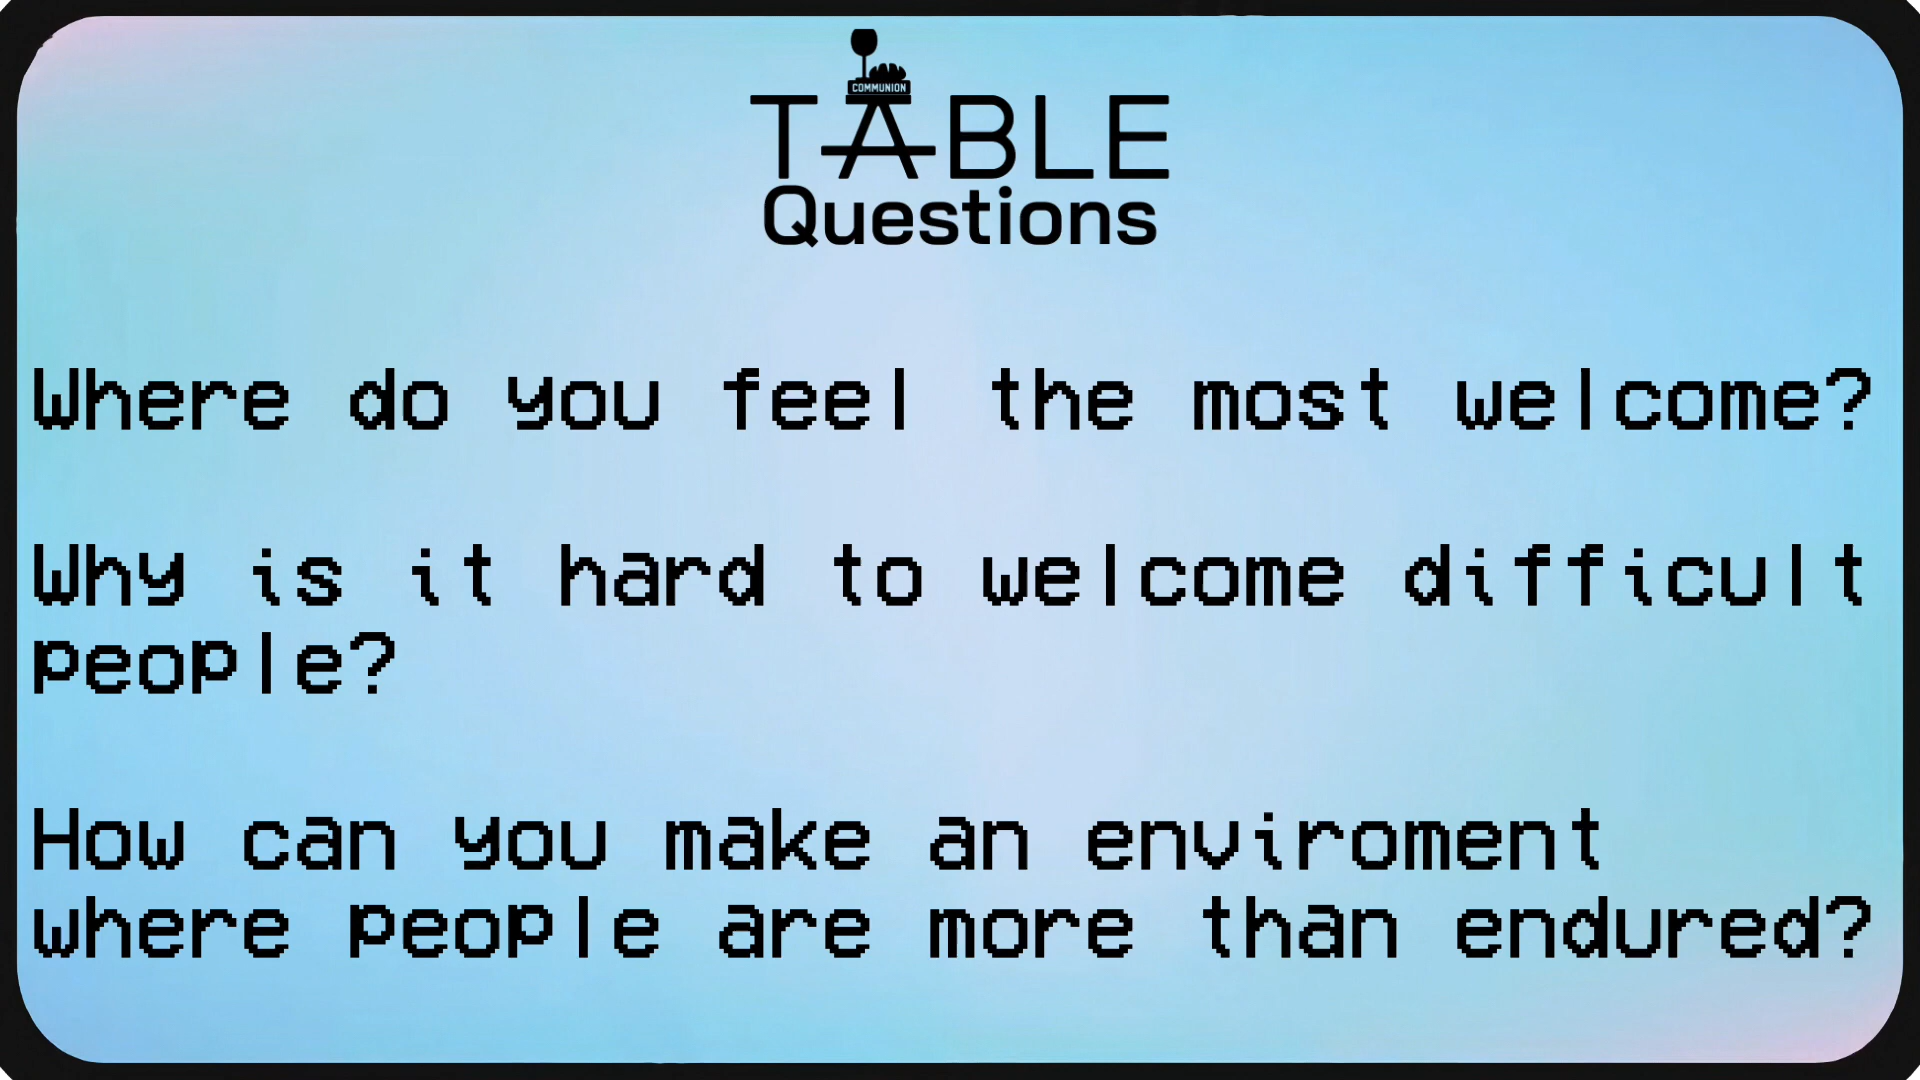 COMMUNION
TABLE
Questions
Where do you feel the most welcome?
Why is it hard to welcome difficult
people?
How can you make an enviroment
where people are more than endured?